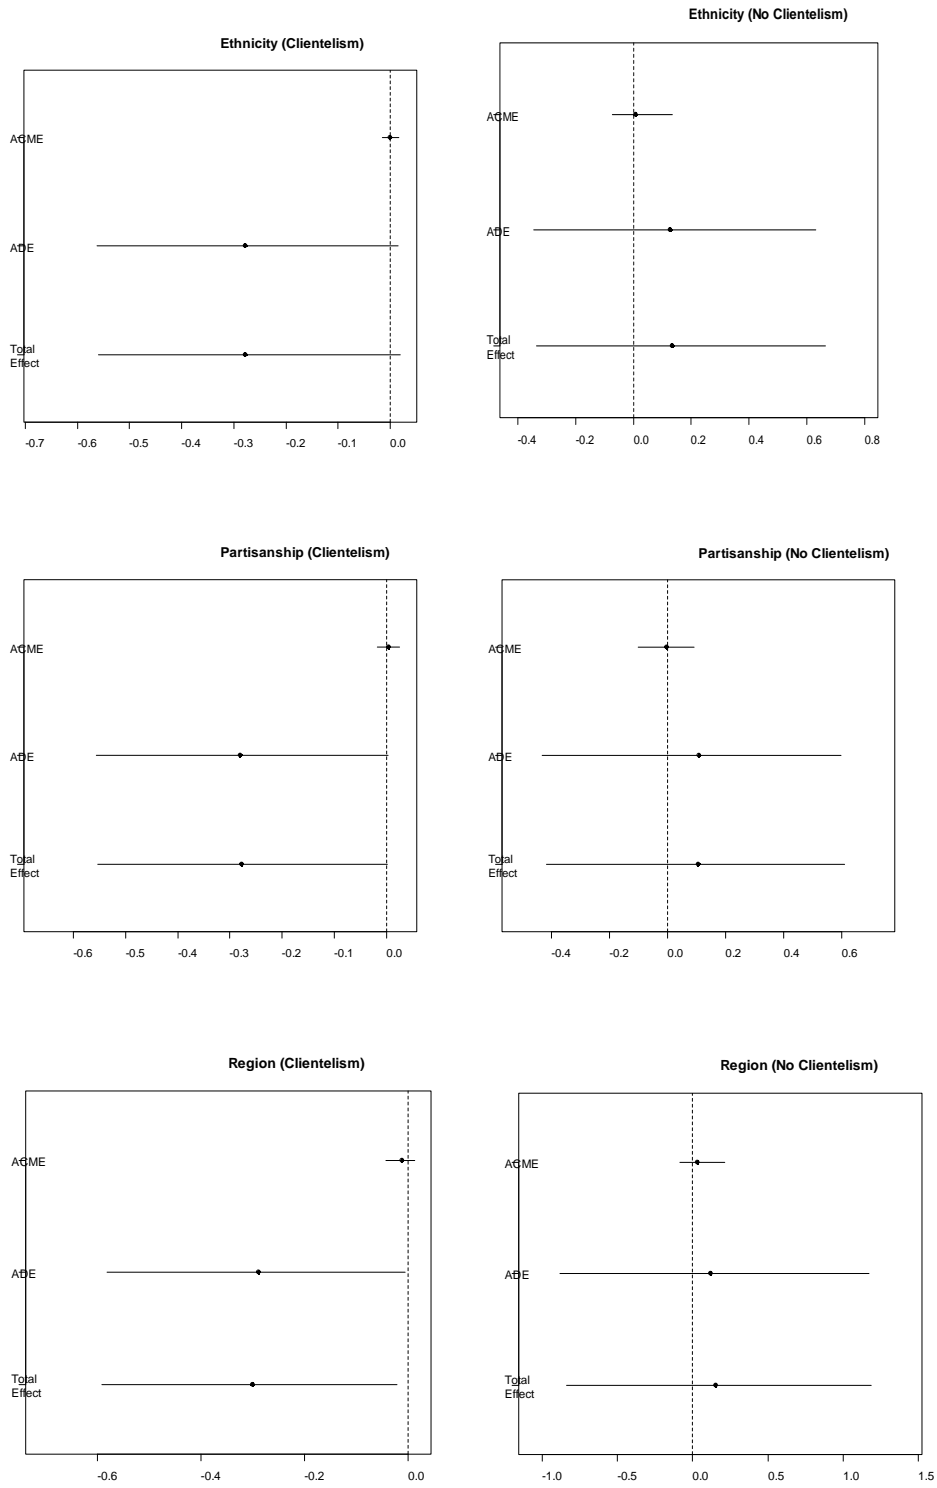 Ethnicity (Clientelism)
ACME
ADE
Total
Effect
-0.7 -0.6 -0.5 -0.4 -0.3 -0.2 -0.1 0.0
Ethnicity (No Clientelism)
ACME
ADE
Total
Effect
-0.4 0.0 0.2 0.4 0.6 0.8
Partisanship (Clientelism)
ACME
ADE
Total
Effect
-0.6 -0.5 -0.4 -0.3 -0.2 -0.1 0.0
Partisanship (No Clientelism)
ACME
ADE
Total
Effect
-0.4 -0.2 0.0 0.2 0.4 0.6
Region (Clientelism)
ACME
ADE
Total
Effect
-0.6 -0.4 -0.2 0.0
Region (No Clientelism)
ACME
ADE
Total
Effect
-1.0 -0.5 0.0 0.5 1.0 1.5